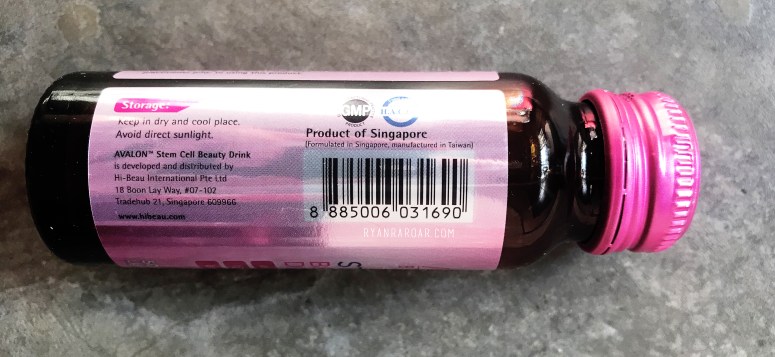 Storage:
Keep in dry and cool place.
Avoid direct sunlight.
AVALON™ Stem Cell Beauty Drink
is developed and distributed by
Hi-Beau International Pte Ltd
18 Boon Lay Way, #07-102
Tradehub 21, Singapore 609966
www.hibeau.com
GMP
Product of Singapore
(Formulated in Singapore, manufactured in Taiwan)
8 885006 031690
RYANRAROAR.COM